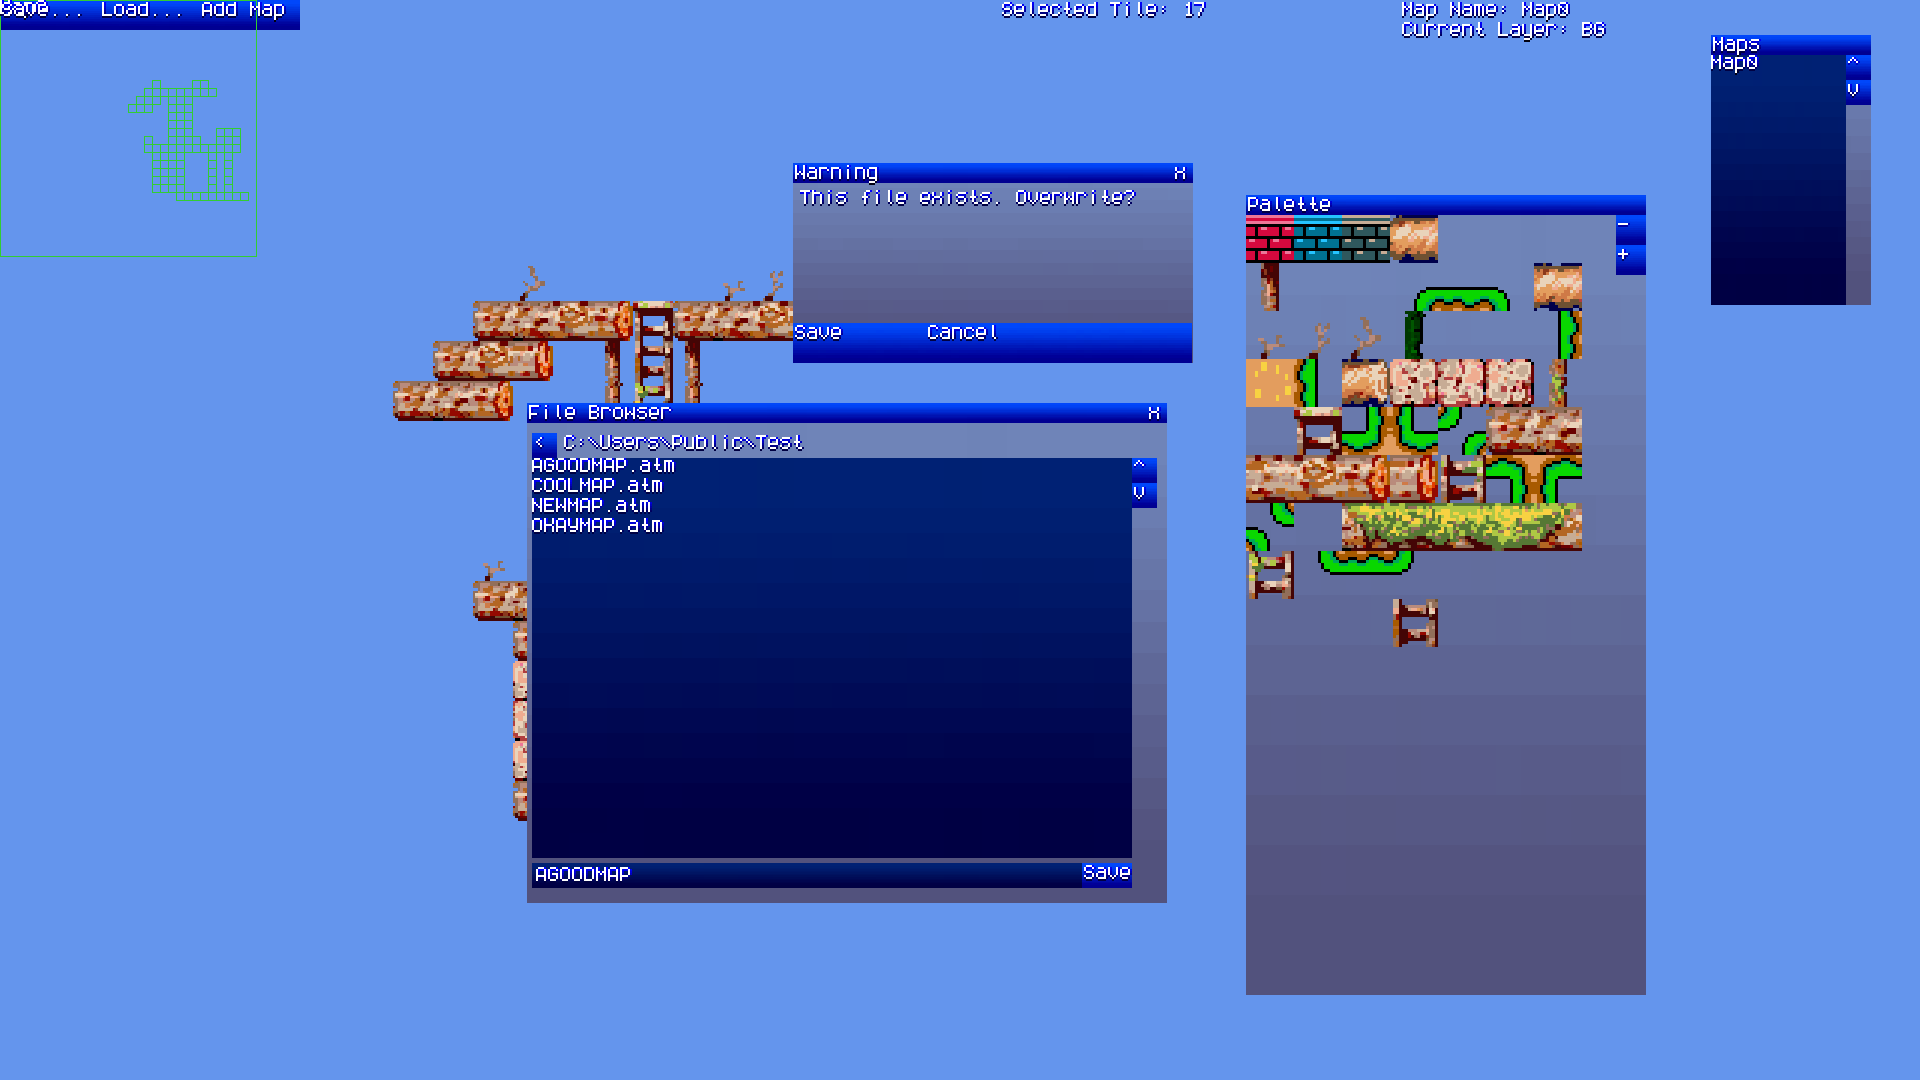 Save... Load... Add Map
Selected Tile: 17
Map Name: Map0
Current Layer: BG
Maps
Map0
^
V
Warning X
This file exists. Overwrite?
Save Cancel
Palette
-
+
File Browser X
< C:\Users\Public\Test
AGOODMAP.atm
COOLMAP.atm
NEWMAP.atm
OKAYMAP.atm
^
V
AGOODMAP Save